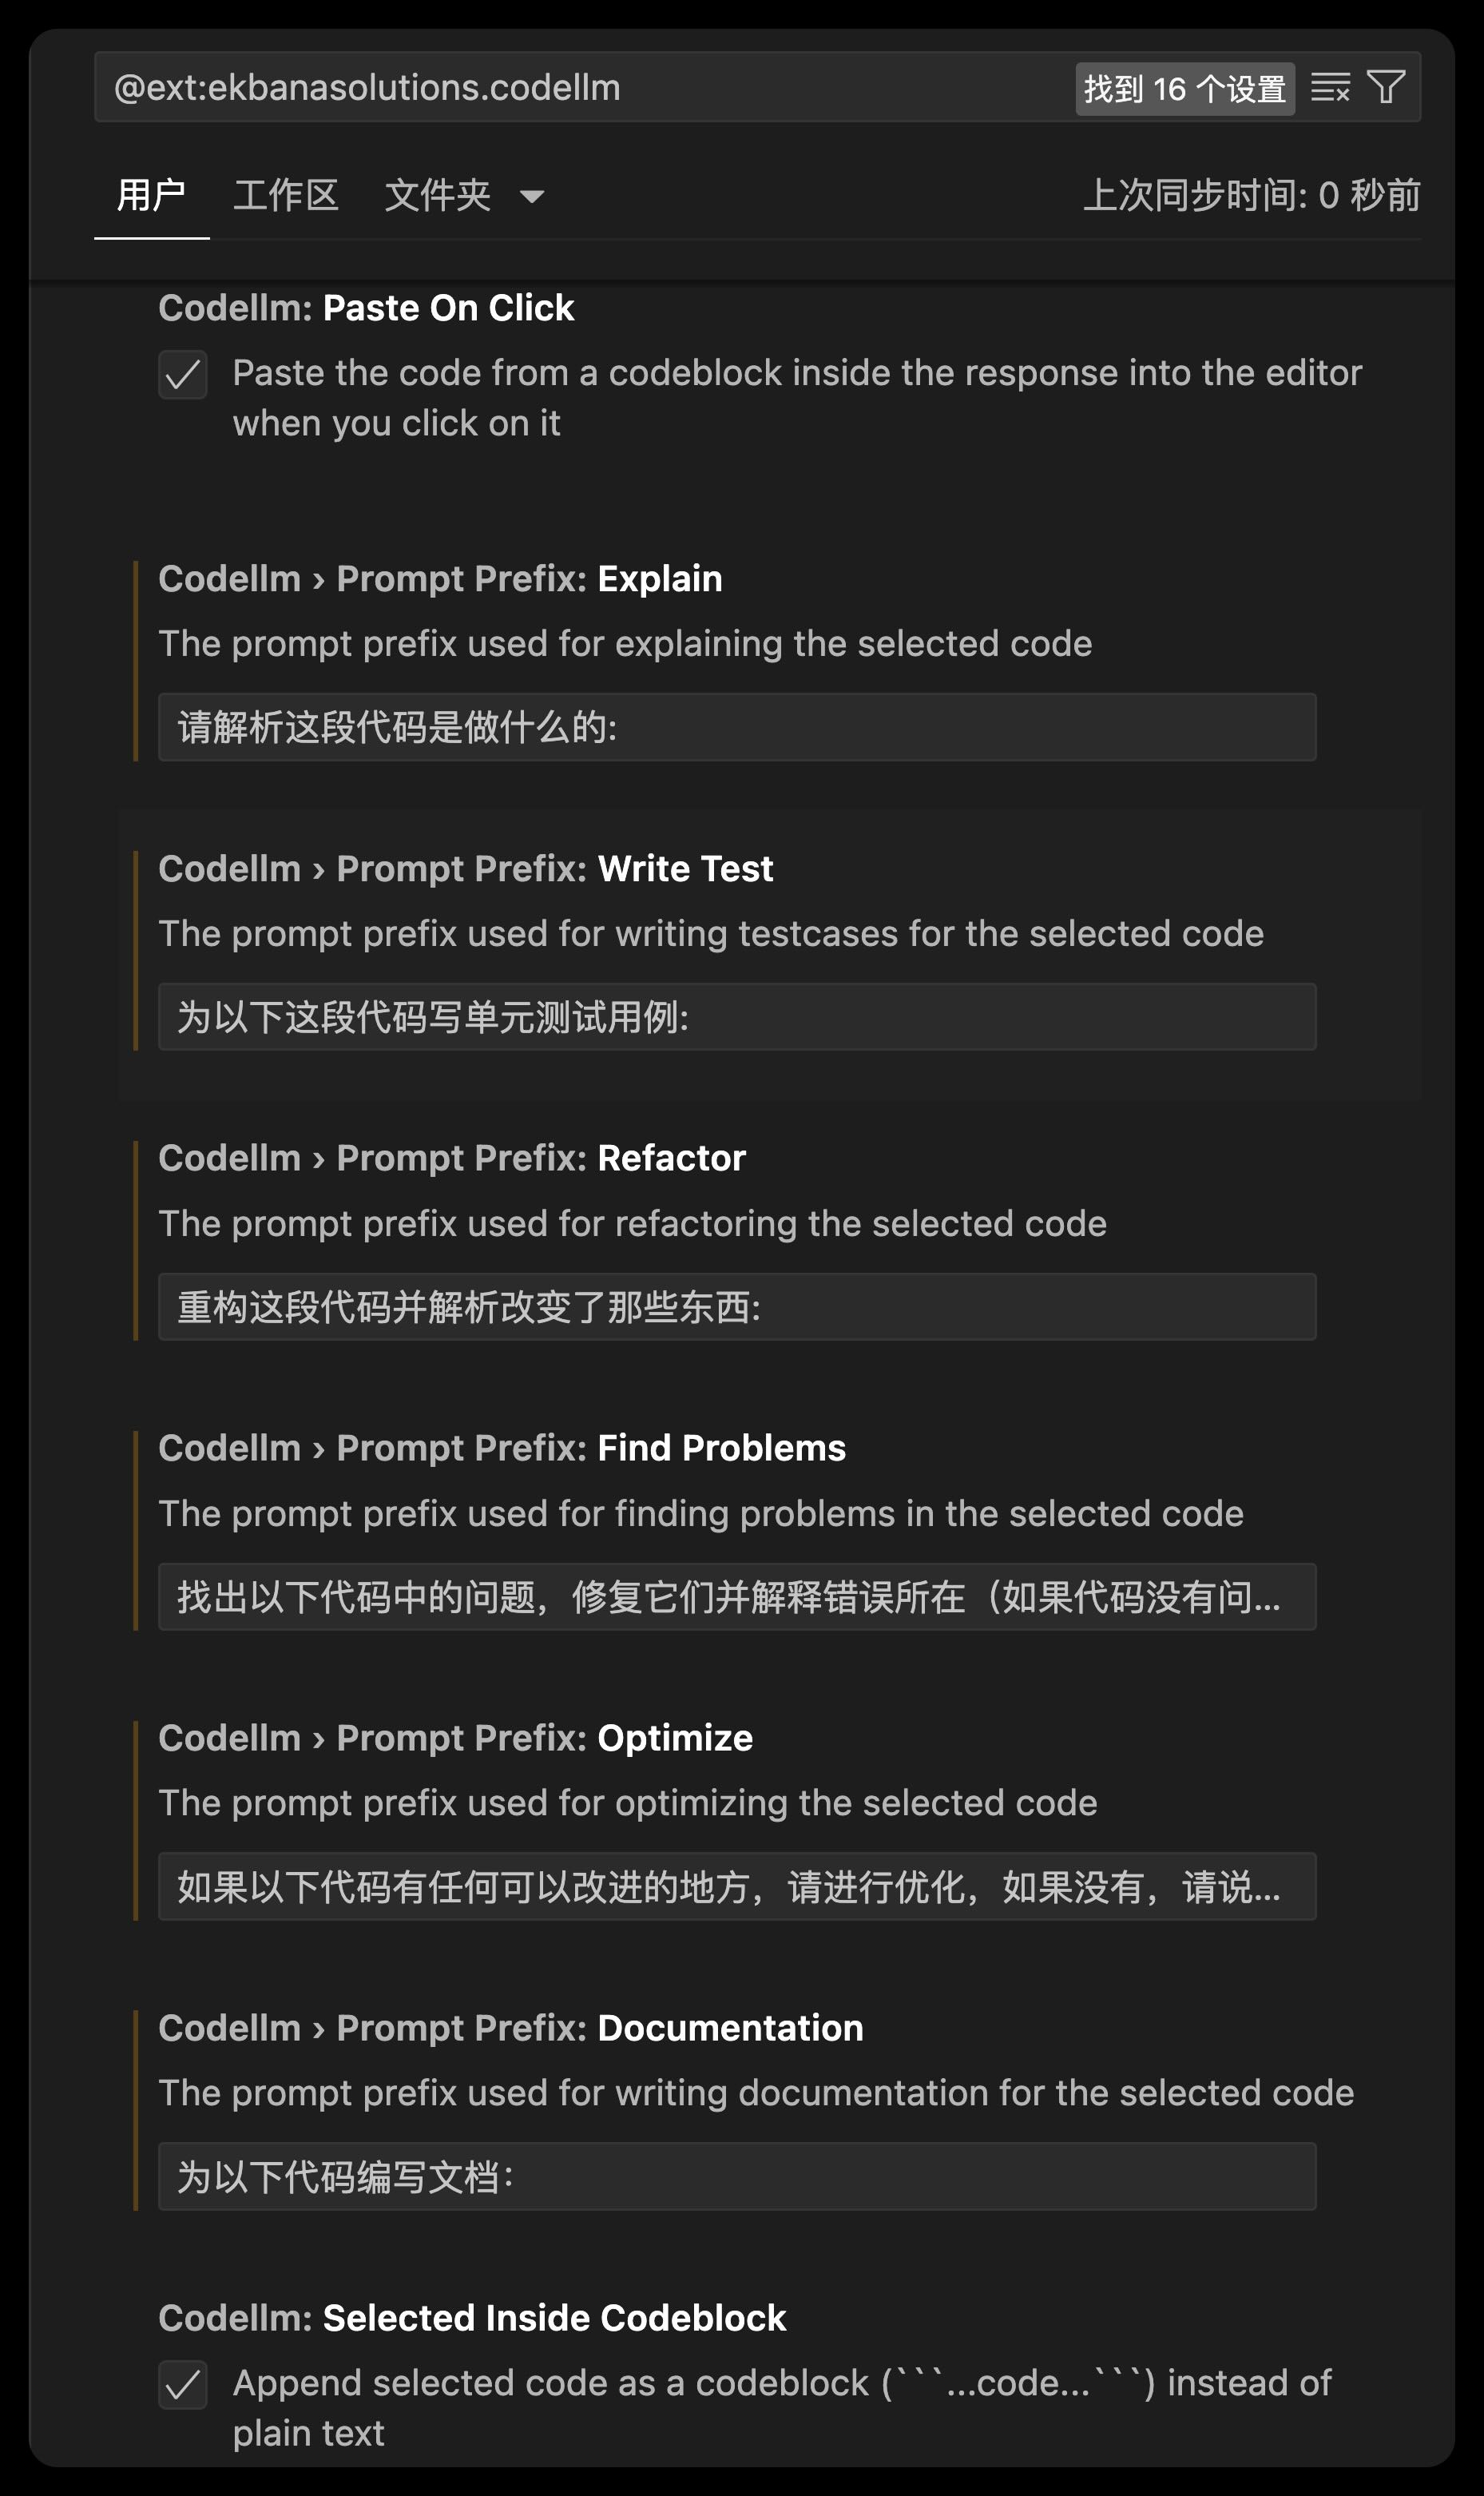 @ext:ekbanasolutions.codellm
找到 16 个设置
用户 工作区 文件夹
上次同步时间: 0 秒前
Codellm: Paste On Click
Paste the code from a codeblock inside the response into the editor
when you click on it
Codellm › Prompt Prefix: Explain
The prompt prefix used for explaining the selected code
请解析这段代码是做什么的:
Codellm › Prompt Prefix: Write Test
The prompt prefix used for writing testcases for the selected code
为以下这段代码写单元测试用例:
Codellm › Prompt Prefix: Refactor
The prompt prefix used for refactoring the selected code
重构这段代码并解析改变了那些东西:
Codellm › Prompt Prefix: Find Problems
The prompt prefix used for finding problems in the selected code
找出以下代码中的问题，修复它们并解释错误所在（如果代码没有问...
Codellm › Prompt Prefix: Optimize
The prompt prefix used for optimizing the selected code
如果以下代码有任何可以改进的地方，请进行优化，如果没有，请说...
Codellm › Prompt Prefix: Documentation
The prompt prefix used for writing documentation for the selected code
为以下代码编写文档：
Codellm: Selected Inside Codeblock
Append selected code as a codeblock (```...code...```) instead of
plain text